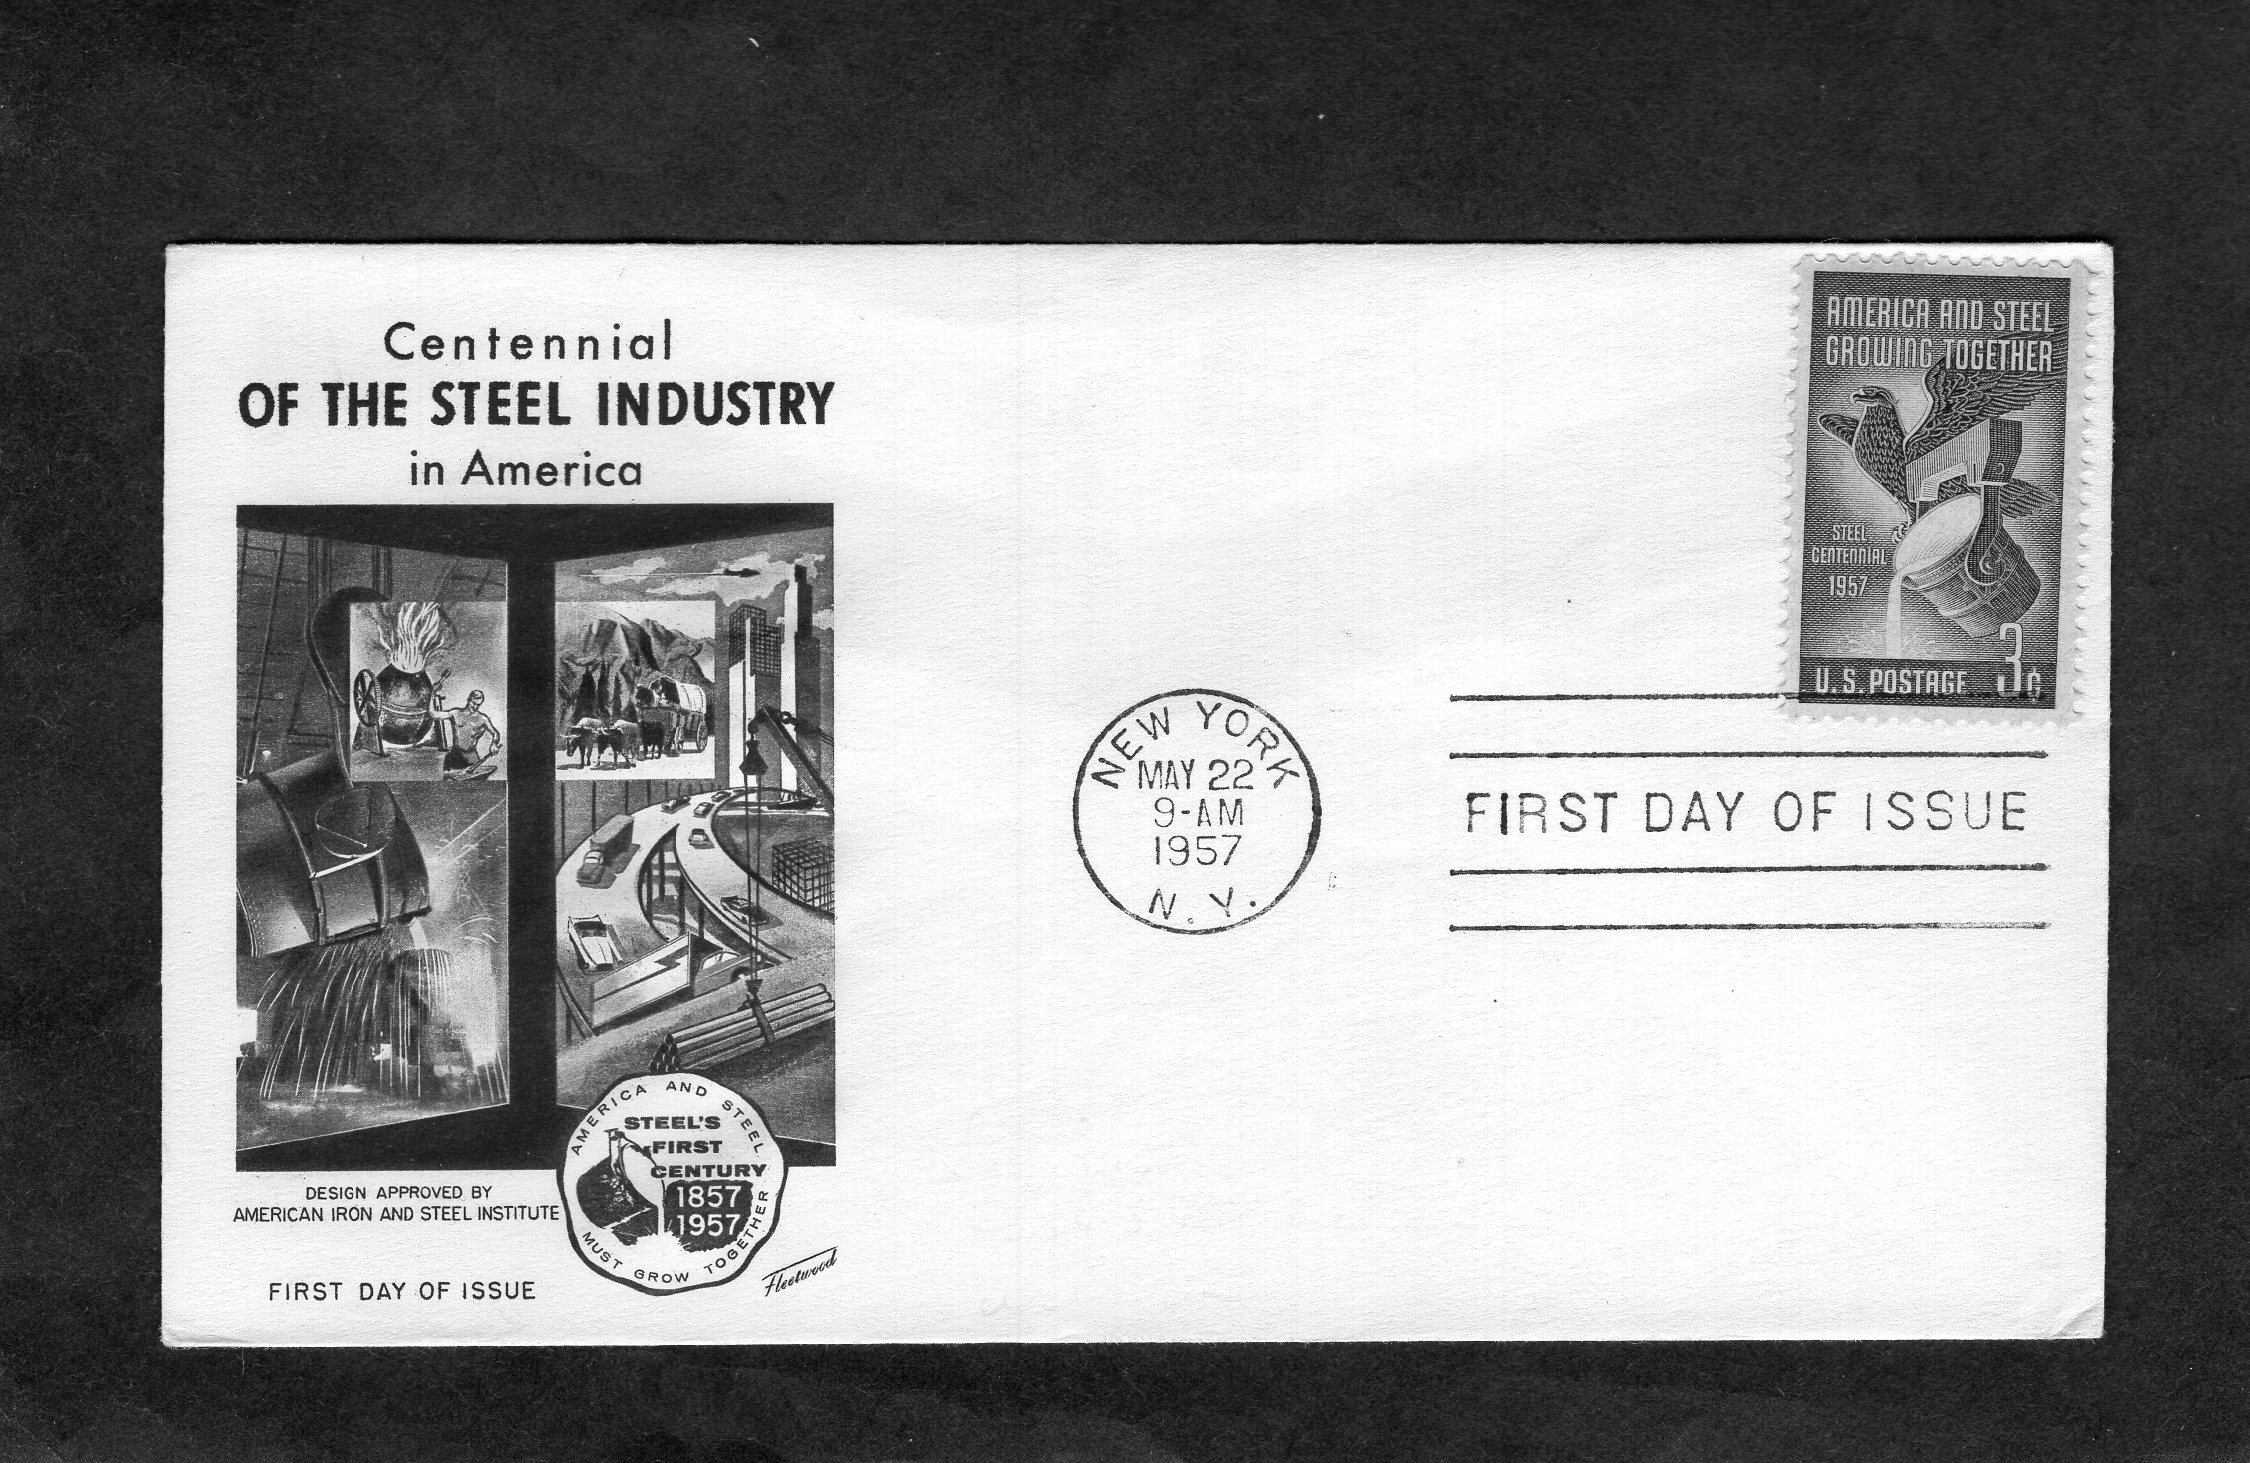 Centennial
OF THE STEEL INDUSTRY
in America
AMERICA AND STEEL
GROWING TOGETHER
STEEL
CENTENNIAL
1957
3¢
U.S. POSTAGE
NEW YORK
MAY 22
9-AM
1957
N.Y.
FIRST DAY OF ISSUE
AMERICA AND STEEL
STEEL'S
FIRST
CENTURY
1857
1957
MUST GROW TOGETHER
DESIGN APPROVED BY
AMERICAN IRON AND STEEL INSTITUTE
Fleetwood
FIRST DAY OF ISSUE